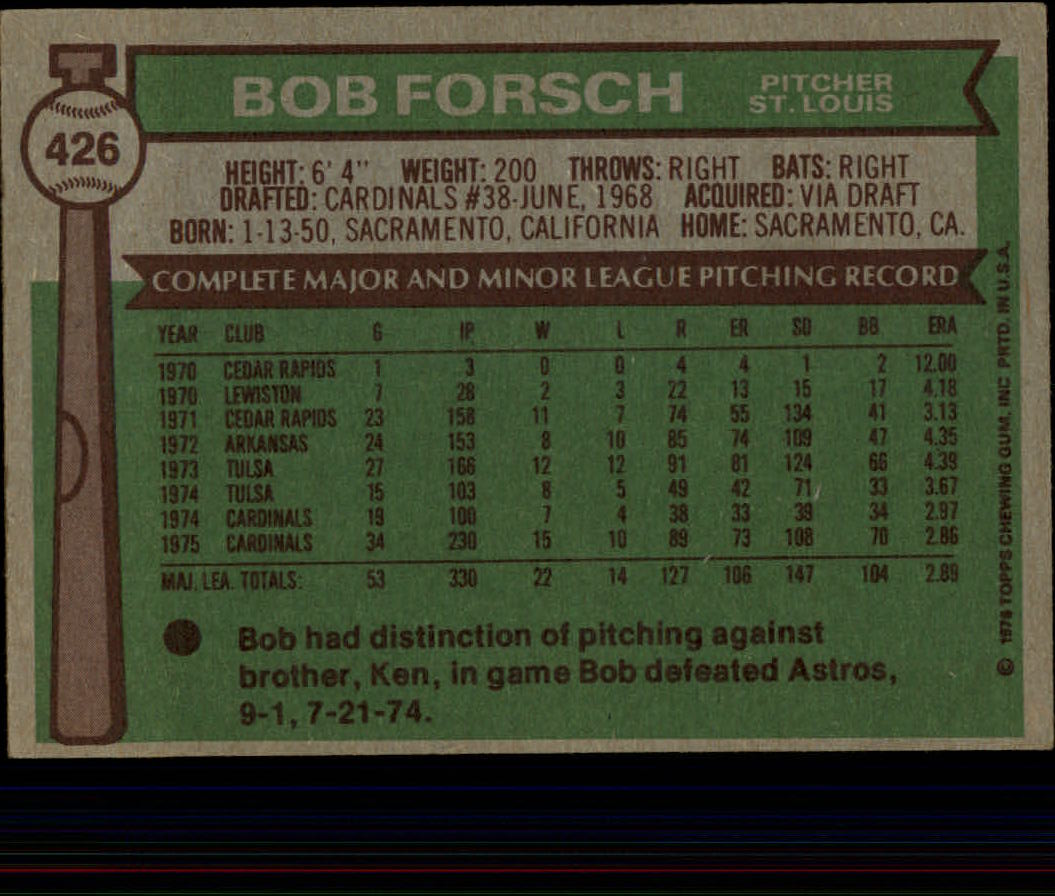 426
BOB FORSCH
PITCHER
ST. LOUIS
HEIGHT: 6' 4" WEIGHT: 200 THROWS: RIGHT BATS: RIGHT
DRAFTED: CARDINALS #38-JUNE, 1968 ACQUIRED: VIA DRAFT
BORN: 1-13-50, SACRAMENTO, CALIFORNIA HOME: SACRAMENTO, CA.
COMPLETE MAJOR AND MINOR LEAGUE PITCHING RECORD
YEAR CLUB G IP W L R ER SO BB ERA
1970 CEDAR RAPIDS 1 3 0 0 4 4 1 2 12.00
1970 LEWISTON 7 28 2 3 22 13 15 17 4.18
1971 CEDAR RAPIDS 23 158 11 7 74 55 134 41 3.13
1972 ARKANSAS 24 153 8 10 85 74 109 47 4.35
1973 TULSA 27 166 12 12 91 81 124 66 4.39
1974 TULSA 15 103 8 5 49 42 71 33 3.67
1974 CARDINALS 19 100 7 4 38 33 39 34 2.97
1975 CARDINALS 34 230 15 10 89 73 108 70 2.86
MAJ. LEA. TOTALS: 53 330 22 14 127 106 147 104 2.89
Bob had distinction of pitching against
brother, Ken, in game Bob defeated Astros,
9-1, 7-21-74.
© 1976 TOPPS CHEWING GUM, INC PRTD. IN U.S.A.